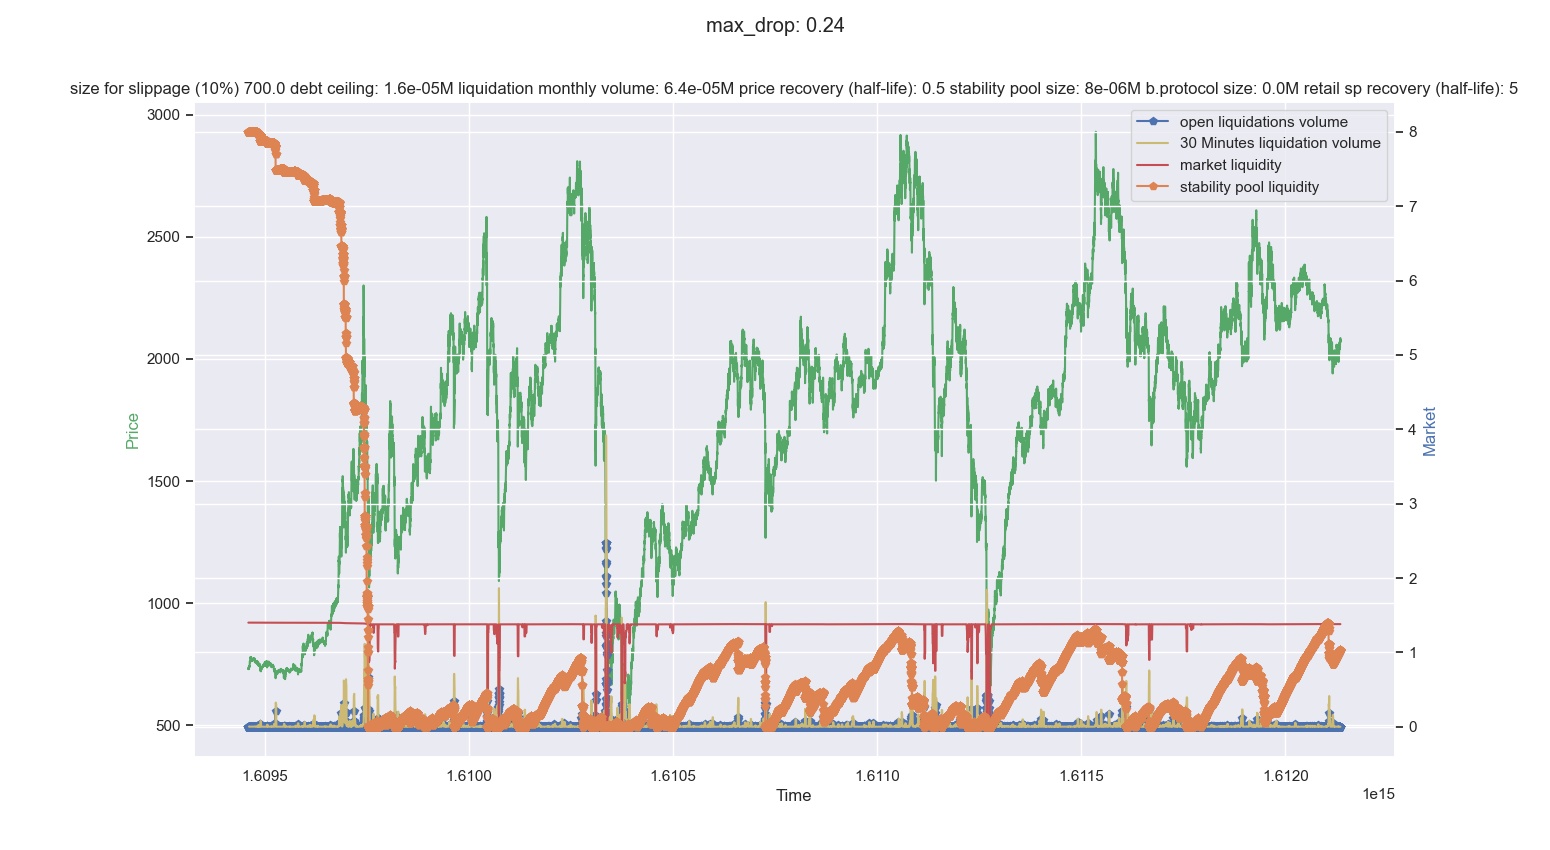 max_drop: 0.24
size for slippage (10%) 700.0 debt ceiling: 1.6e-05M liquidation monthly volume: 6.4e-05M price recovery (half-life): 0.5 stability pool size: 8e-06M b.protocol size: 0.0M retail sp recovery (half-life): 5
open liquidations volume
30 Minutes liquidation volume
market liquidity
stability pool liquidity
3000
2500
2000
1500
1000
500
Price
8
7
6
5
4
3
2
1
0
Market
1.6095 1.6100 1.6105 1.6110 1.6115 1.6120
1e15
Time